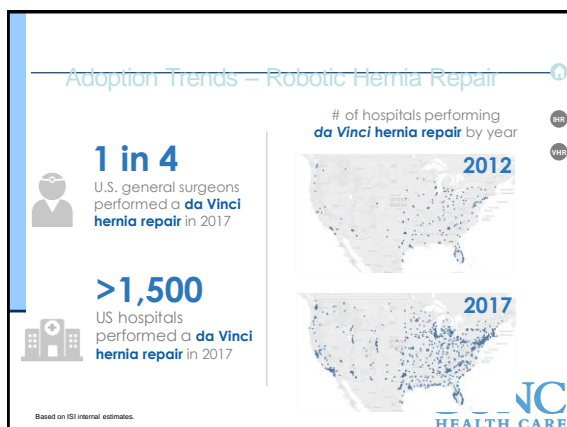 Adoption Trends – Robotic Hernia Repair
1 in 4
U.S. general surgeons
performed a da Vinci
hernia repair in 2017
>1,500
US hospitals
performed a da Vinci
hernia repair in 2017
# of hospitals performing
da Vinci hernia repair by year
2012
2017
IHR
VHR
Based on ISI internal estimates.
HEALTH CARE